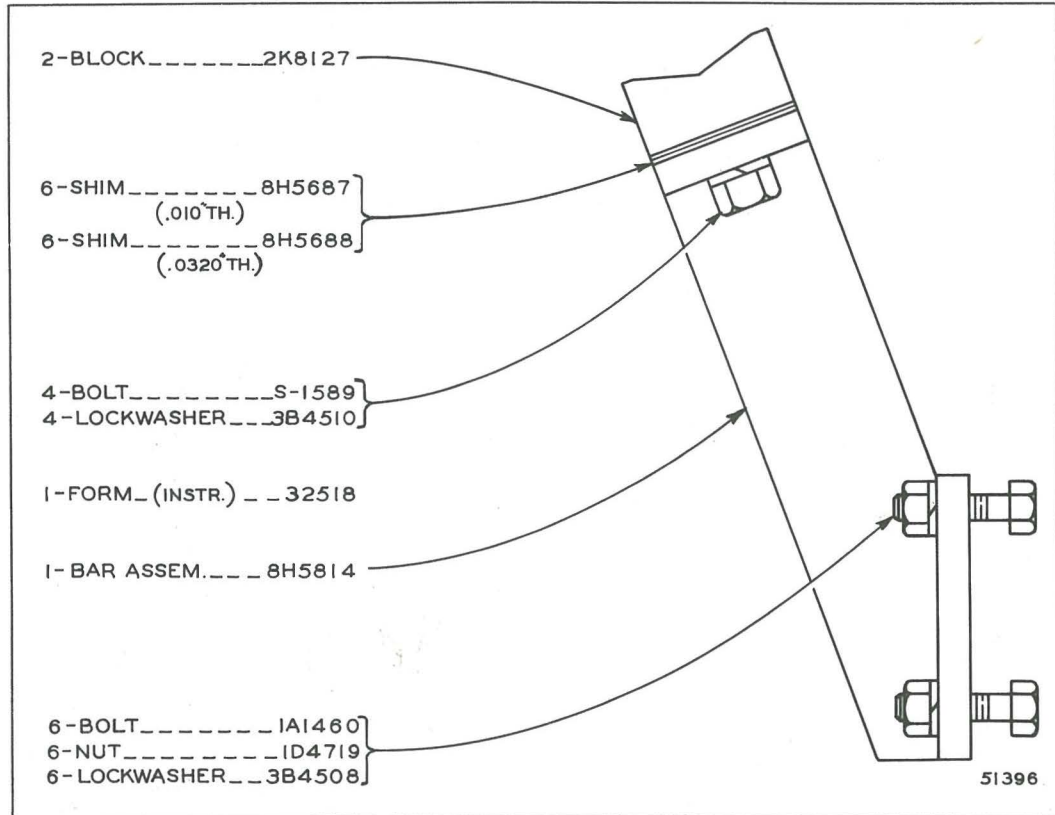 2-BLOCK_______2K8127
6-SHIM_______8H5687
(.010"TH.)
6-SHIM_______8H5688
(.0320"TH.)
4-BOLT________S-1589
4-LOCKWASHER___3B4510
1-FORM_(INSTR.)__32518
1-BAR ASSEM.___8H5814
6-BOLT_______1A1460
6-NUT________1D4719
6-LOCKWASHER__3B4508
51396